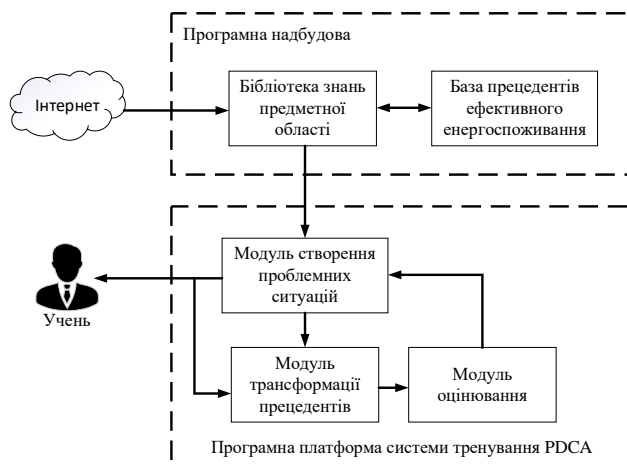 Програмна надбудова
Інтернет
Бібліотека знань
предметної
області
База прецедентів
ефективного
енергоспоживання
Модуль створення
проблемних
ситуацій
Учень
Модуль
трансформації
прецедентів
Модуль
оцінювання
Програмна платформа системи тренування PDCA